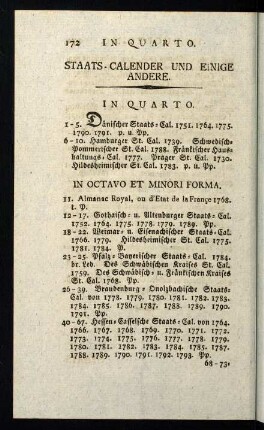 172 IN QUARTO.
STAATS-CALENDER UND EINIGE
ANDERE.
IN QUARTO.
1-5. Dänischer Staats-Cal. 1751. 1764. 1775.
1790. 1791. p. u. Pp.
6-10. Hamburger St. Cal. 1739. Schwedisch-
Pommerischer St. Cal. 1788. Fränkischer Haus-
haltungs-Cal. 1777. Prager St. Cal. 1730.
Hildesheimischer St. Cal. 1783. p. u. Pp.
IN OCTAVO ET MINORI FORMA.
11. Almanac Royal, ou d'Etat de la France 1768.
t. P.
12-17. Gothaisch- u. Altenburger Staats-Cal.
1752. 1764. 1775. 1778. 1779. 1789. Pp.
18-22. Weimar- u. Eisenachischer Staats-Cal.
1766. 1779. Hildesheimischer St. Cal. 1775.
1781. 1784. P.
23-25. Pfalz-Bayerischer Staats-Cal. 1784.
br. Leb. Des Schwäbischen Kraises St. Cal.
1759. Des Schwäbisch- u. Fränkischen Kraises
St. Cal. 1768. Pp.
26-39. Brandenburg-Onolzbachische Staats-
Cal. von 1778. 1779. 1780. 1781. 1782. 1783.
1784. 1785. 1786. 1787. 1788. 1789. 1790.
1791. Pp.
40-67. Hessen-Casselische Staats-Cal. von 1764.
1766. 1767. 1768. 1769. 1770. 1771. 1772.
1773. 1774. 1775. 1776. 1777. 1778. 1779.
1780. 1781. 1782. 1783. 1784. 1785. 1787.
1788. 1789. 1790. 1791. 1792. 1793. Pp.
68-73.